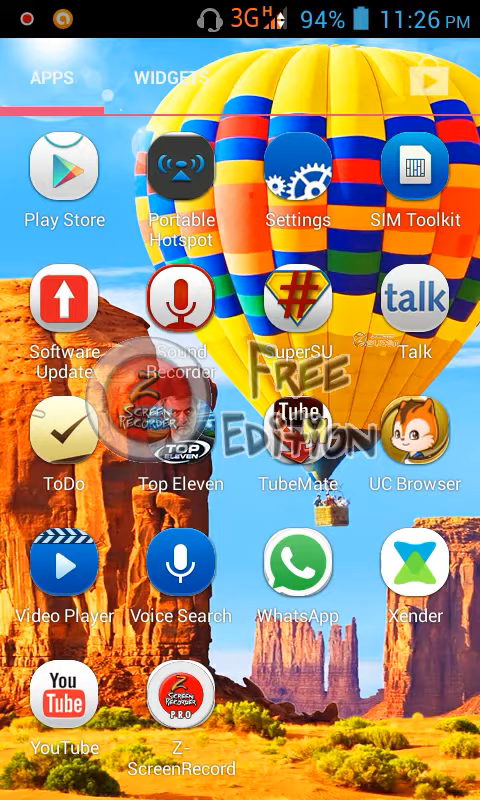 3G H 94% 11:26 PM
APPS WIDGETS
Play Store Portable Hotspot Settings SIM Toolkit
talk
Software Update Sound Recorder SuperSU Talk
Free Edition
Z SCREEN RECORDER
TOP ELEVEN
Tube
ToDo Top Eleven TubeMate UC Browser
Video Player Voice Search WhatsApp Xender
You Tube
Z SCREEN RECORDER PRO
YouTube Z-ScreenRecord